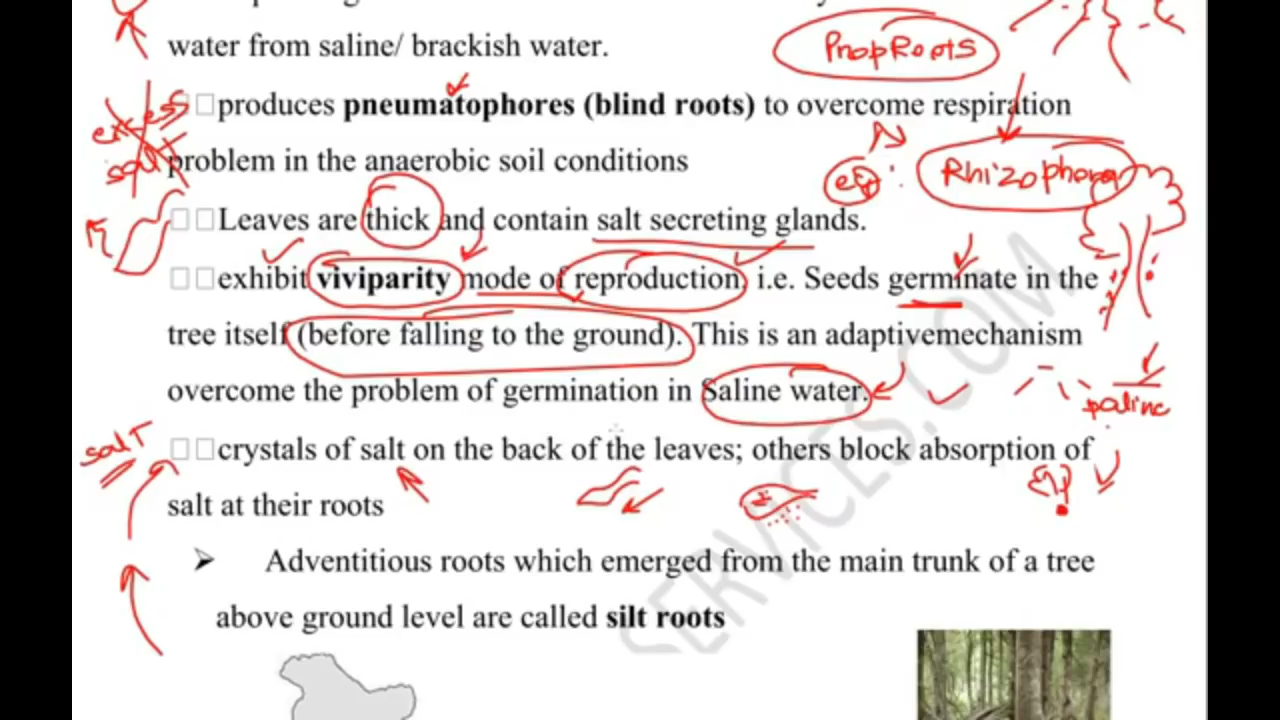 water from saline/ brackish water.
PropRoots
produces pneumatophores (blind roots) to overcome respiration
excess
salt
problem in the anaerobic soil conditions
eg:
Rhizophora
Leaves are thick and contain salt secreting glands.
exhibit viviparity mode of reproduction, i.e. Seeds germinate in the
tree itself (before falling to the ground). This is an adaptivemechanism
overcome the problem of germination in Saline water.
salt
crystals of salt on the back of the leaves; others block absorption of
salt at their roots
➢ Adventitious roots which emerged from the main trunk of a tree
above ground level are called silt roots
SERVICES.COM